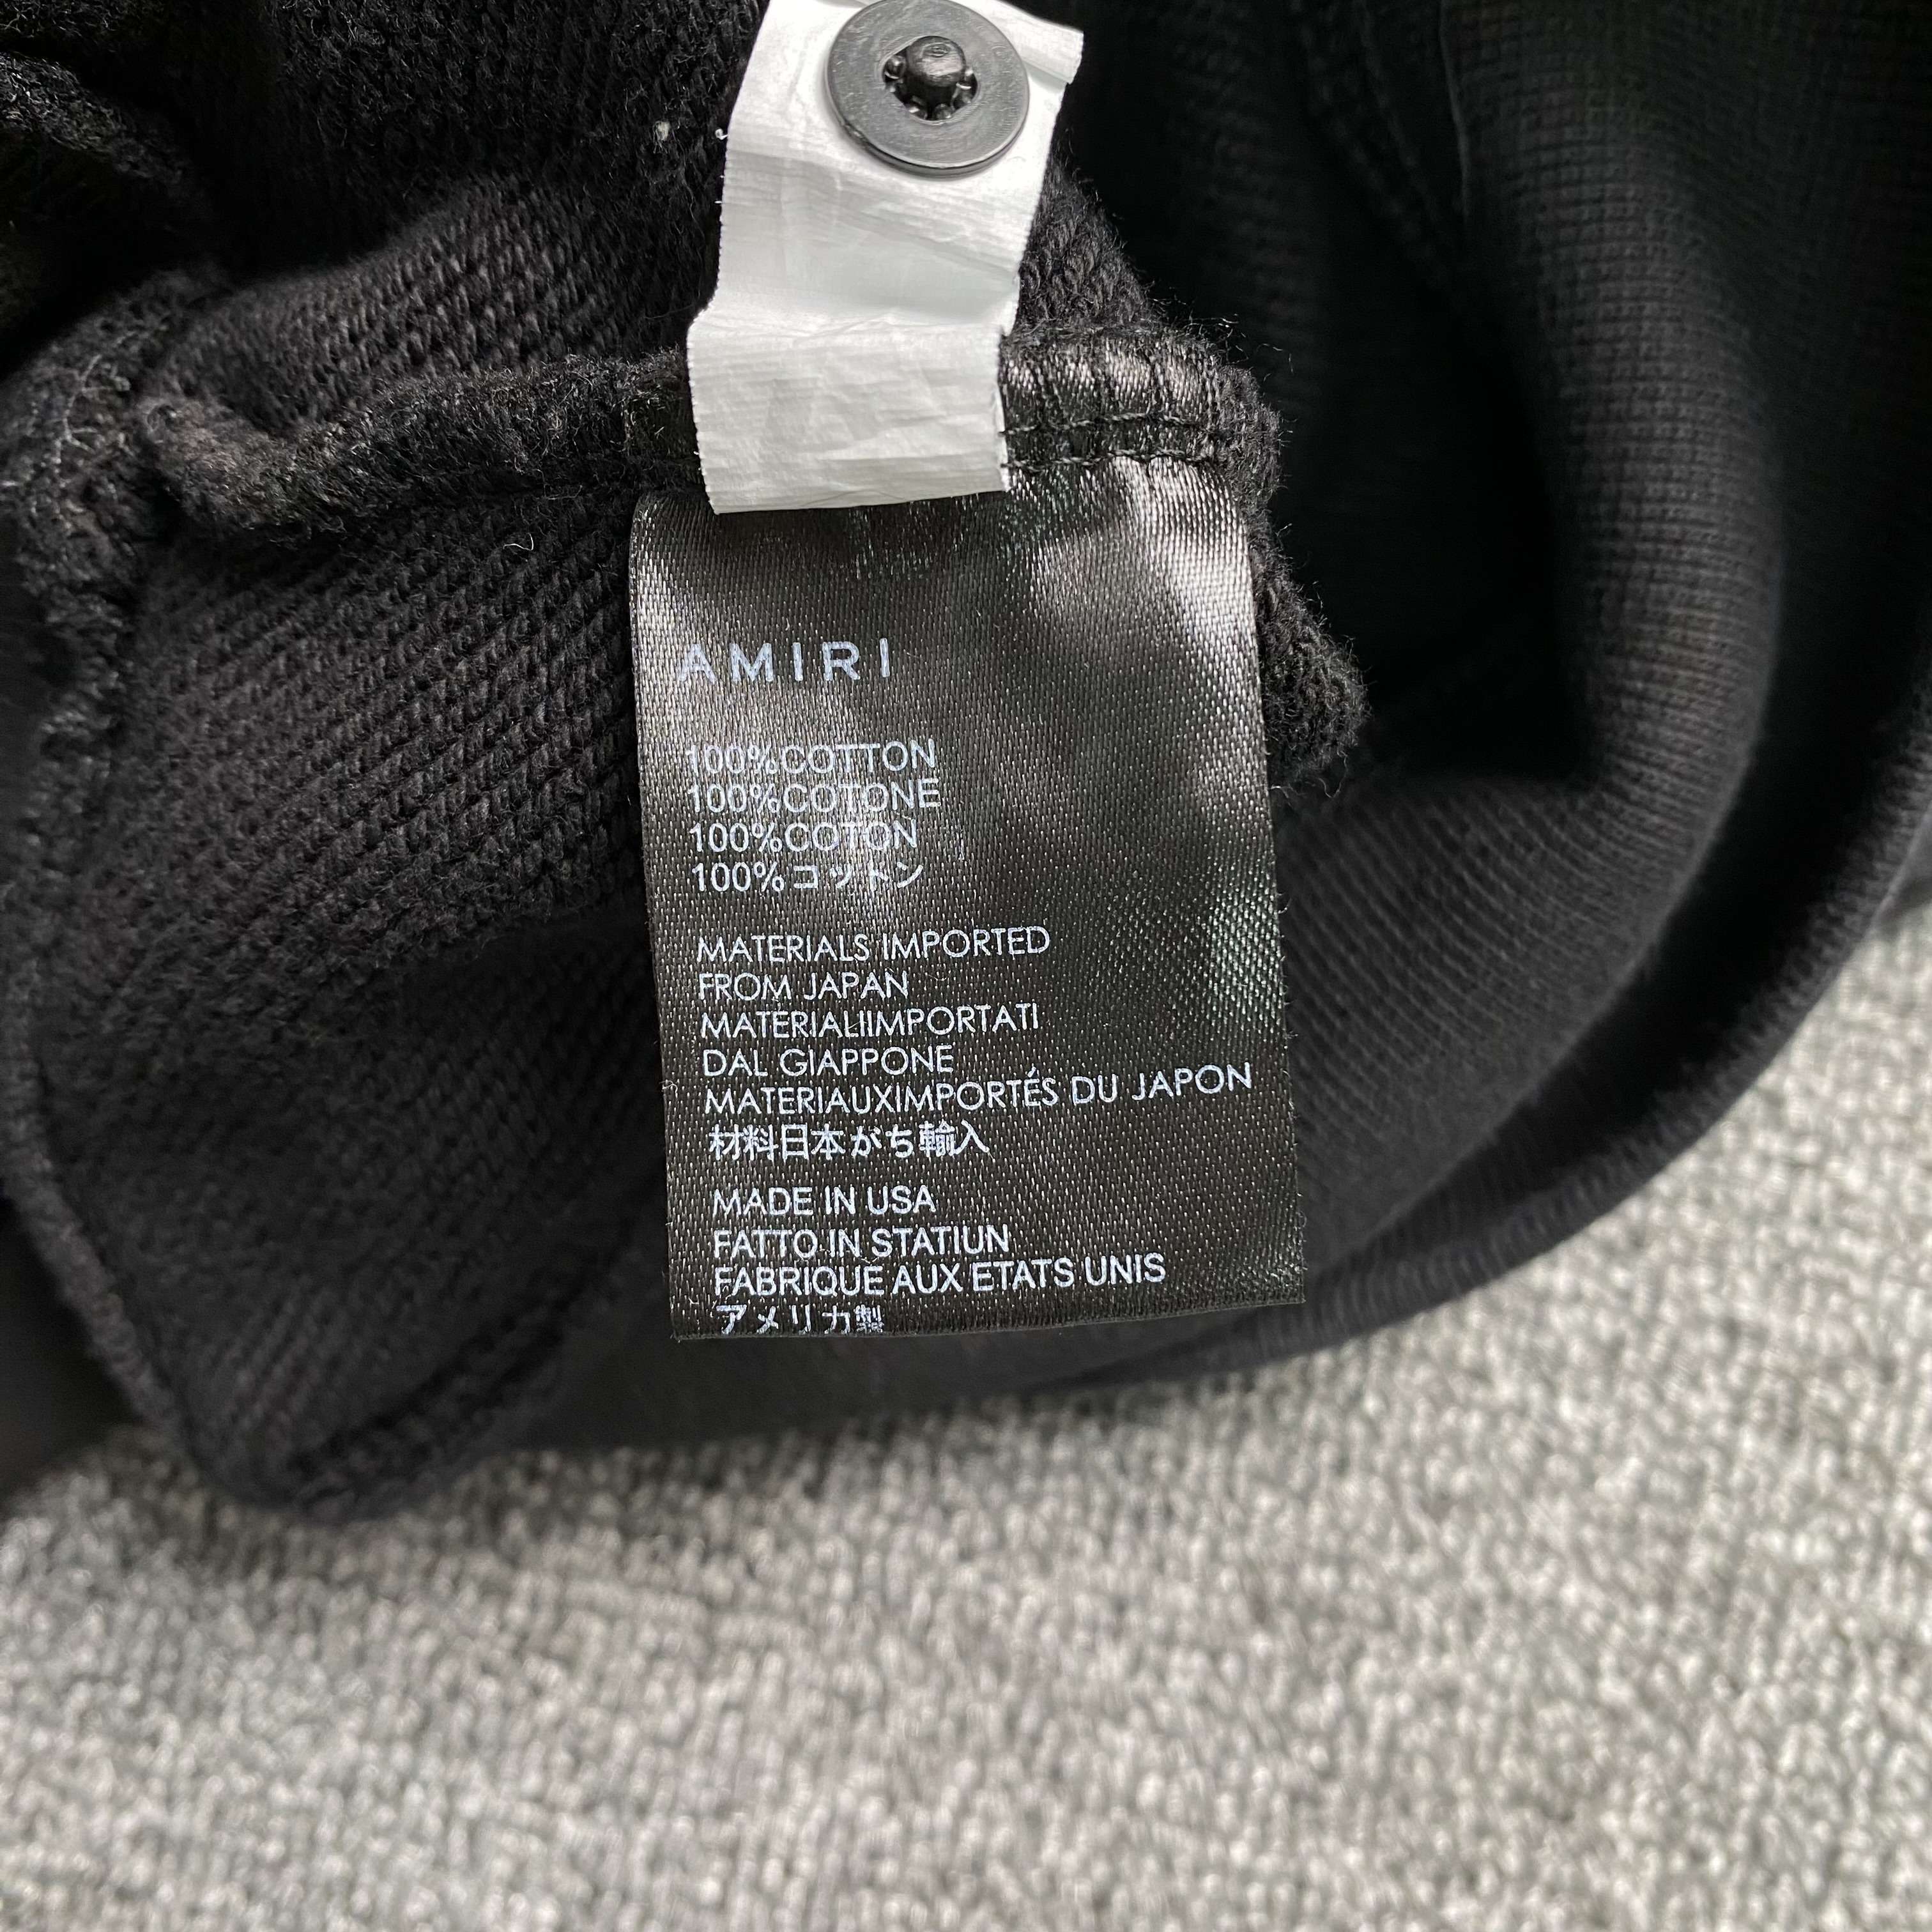 AMIRI
100%COTTON
100%COTONE
100%COTON
100%コットン
MATERIALS IMPORTED
FROM JAPAN
MATERIALIIMPORTATI
DAL GIAPPONE
MATERIAUXIMPORTÉS DU JAPON
材料日本がち輸入
MADE IN USA
FATTO IN STATIUN
FABRIQUE AUX ETATS UNIS
アメリカ製